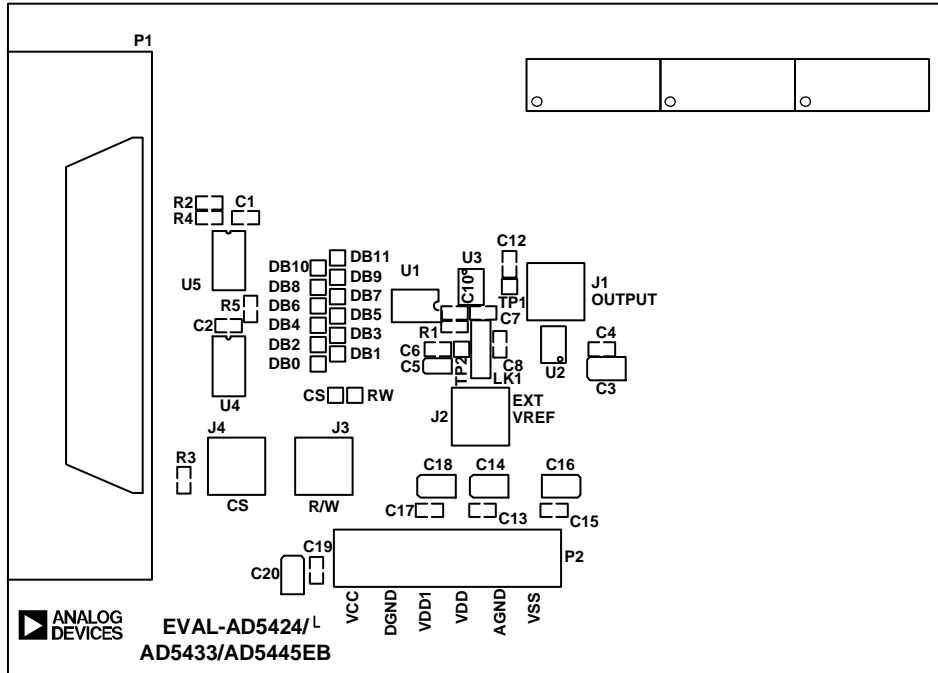 P1
R2
C1
R4
U5
DB11
DB10
DB9
DB8
DB7
DB6
DB5
DB4
DB3
DB2
DB1
DB0
R5
C2
U4
U1
U3
C12
C10
TP1
J1
OUTPUT
C7
R1
C6
C5
TP2
C8
LK1
U2
C4
C3
CS
RW
J2
EXT
VREF
J4
J3
R3
CS
R/W
C18
C14
C16
C17
C13
C15
C19
C20
P2
VCC
DGND
VDD1
VDD
AGND
VSS
ANALOG
DEVICES
EVAL-AD5424/
AD5433/AD5445EB